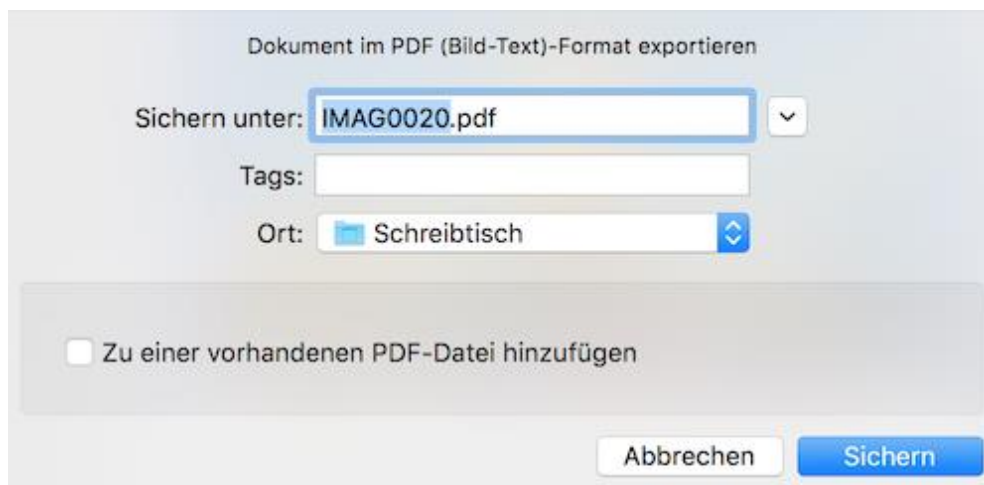 Dokument im PDF (Bild-Text)-Format exportieren
Sichern unter: IMAG0020.pdf
Tags:
Ort: Schreibtisch
Zu einer vorhandenen PDF-Datei hinzufügen
Abbrechen Sichern